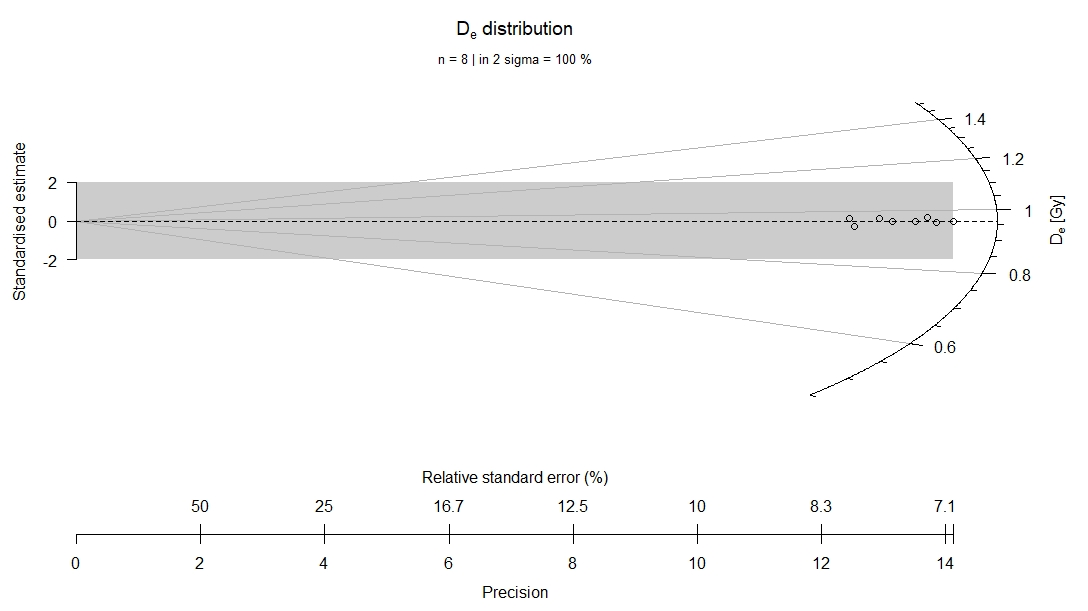 De distribution
n = 8 | in 2 sigma = 100 %
Standardised estimate
2
0
-2
1.4
1.2
1
0.8
0.6
De [Gy]
Relative standard error (%)
50 25 16.7 12.5 10 8.3 7.1
0 2 4 6 8 10 12 14
Precision